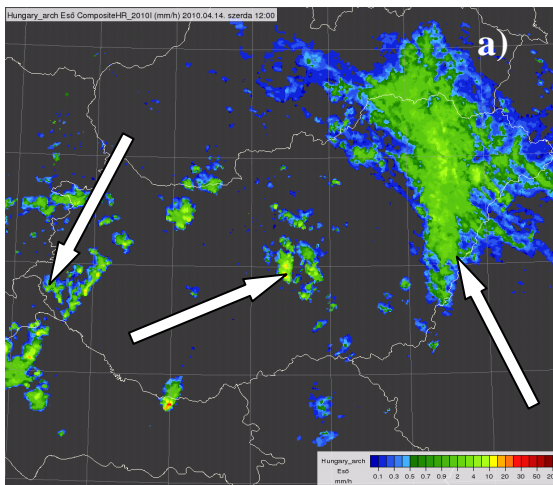 Hungary_arch Eső CompositeHR_2010I (mm/h) 2010.04.14. szerda 12:00
a)
Hungary_arch
Eső
mm/h
0.1 0.3 0.5 0.7 0.9 2 4 10 20 30 50 20